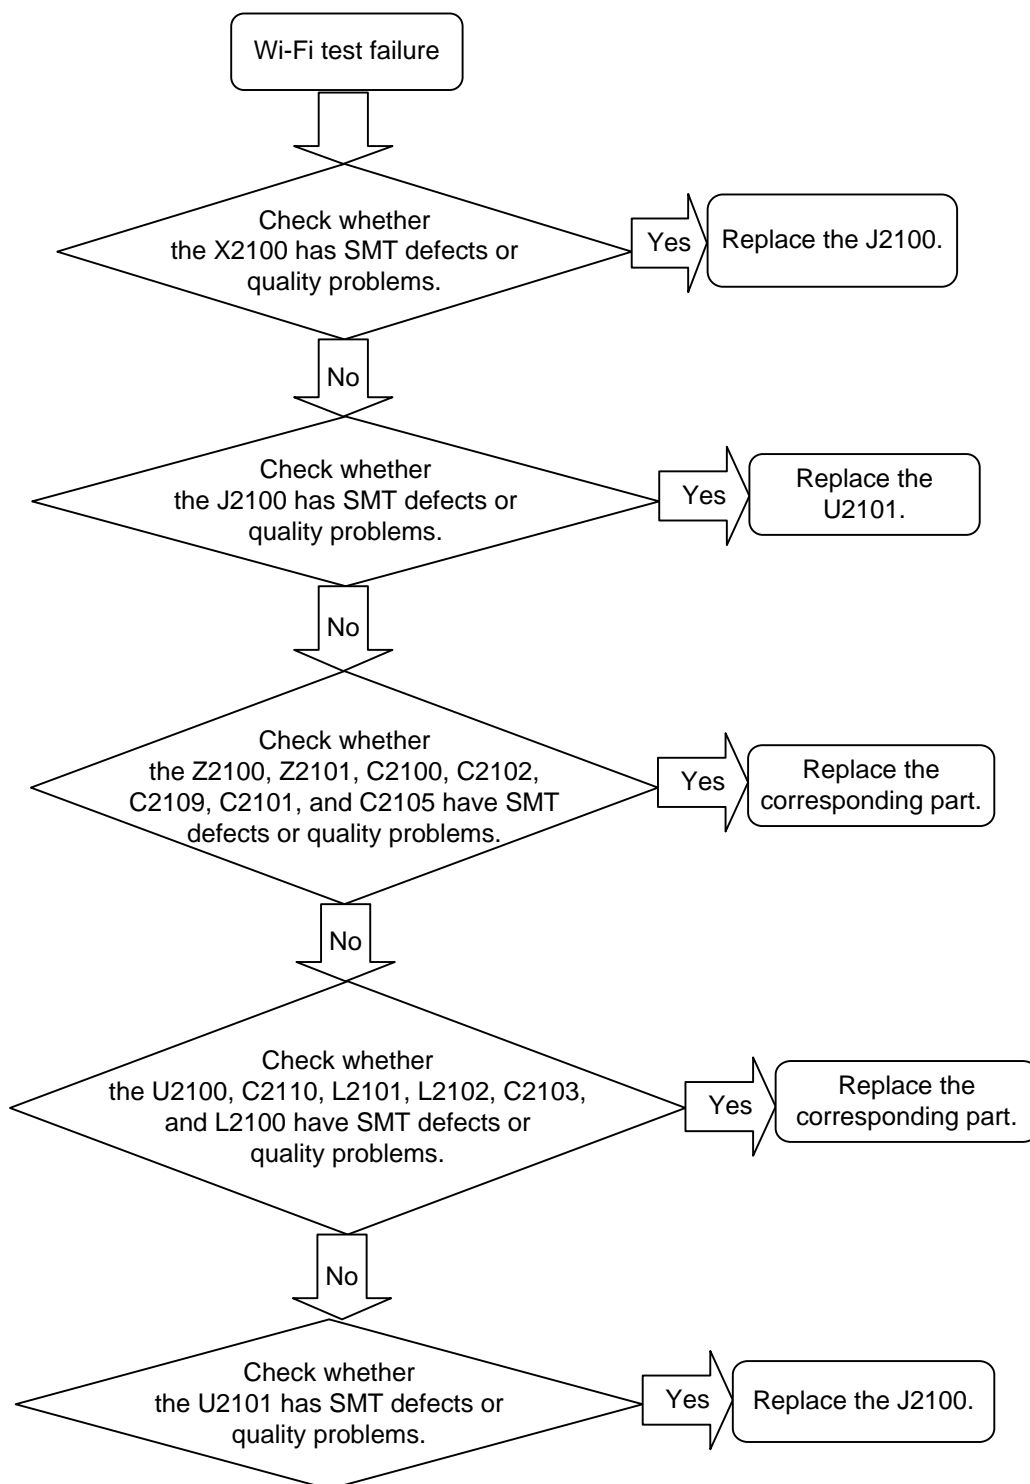 Wi-Fi test failure
Check whether
the X2100 has SMT defects or
quality problems.
Yes
Replace the J2100.
No
Check whether
the J2100 has SMT defects or
quality problems.
Yes
Replace the
U2101.
No
Check whether
the Z2100, Z2101, C2100, C2102,
C2109, C2101, and C2105 have SMT
defects or quality problems.
Yes
Replace the
corresponding part.
No
Check whether
the U2100, C2110, L2101, L2102, C2103,
and L2100 have SMT defects or
quality problems.
Yes
Replace the
corresponding part.
No
Check whether
the U2101 has SMT defects or
quality problems.
Yes
Replace the J2100.